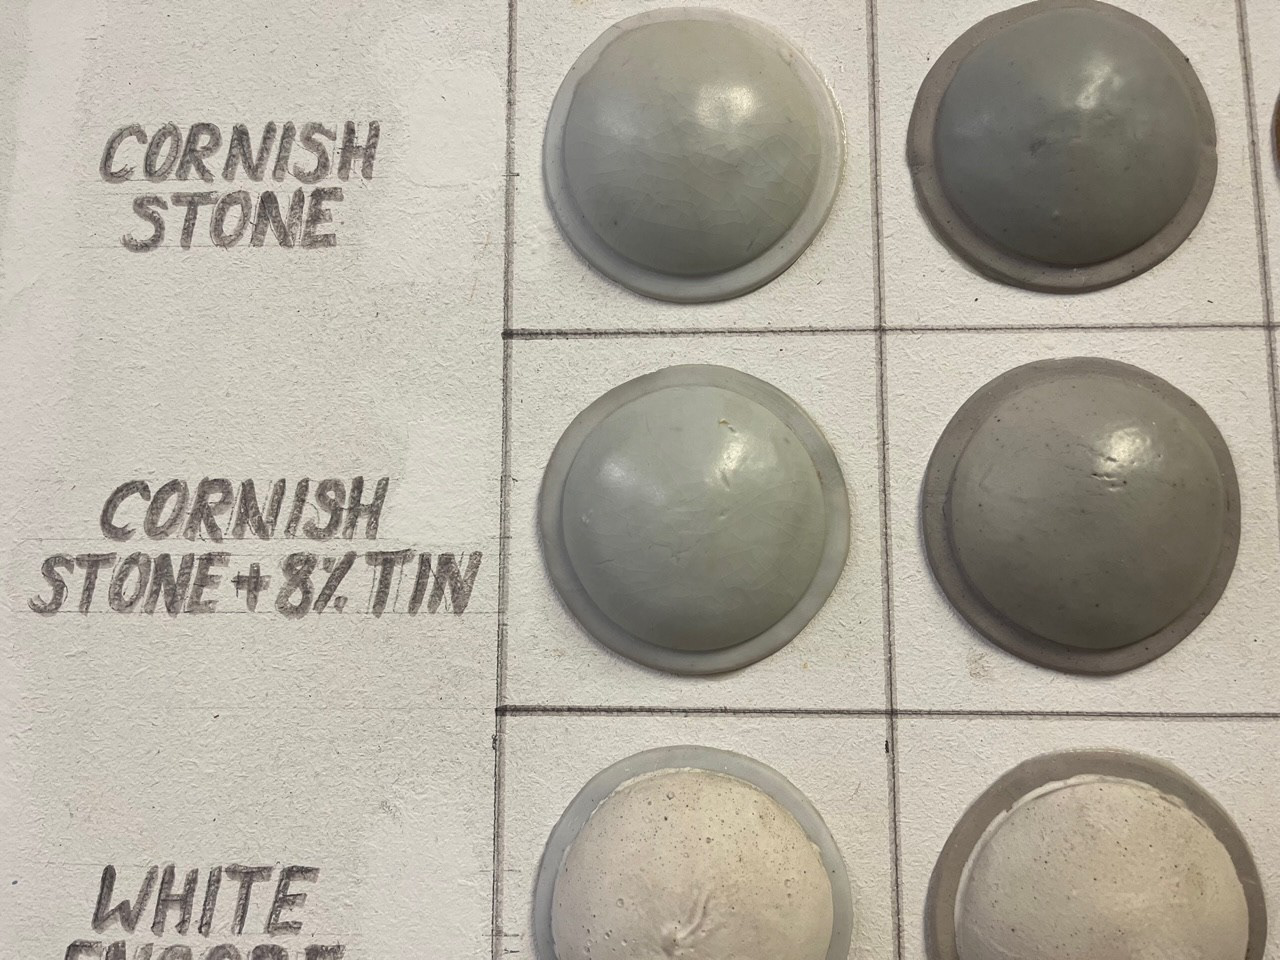 CORNISH
STONE
CORNISH
STONE + 8% TIN
WHITE